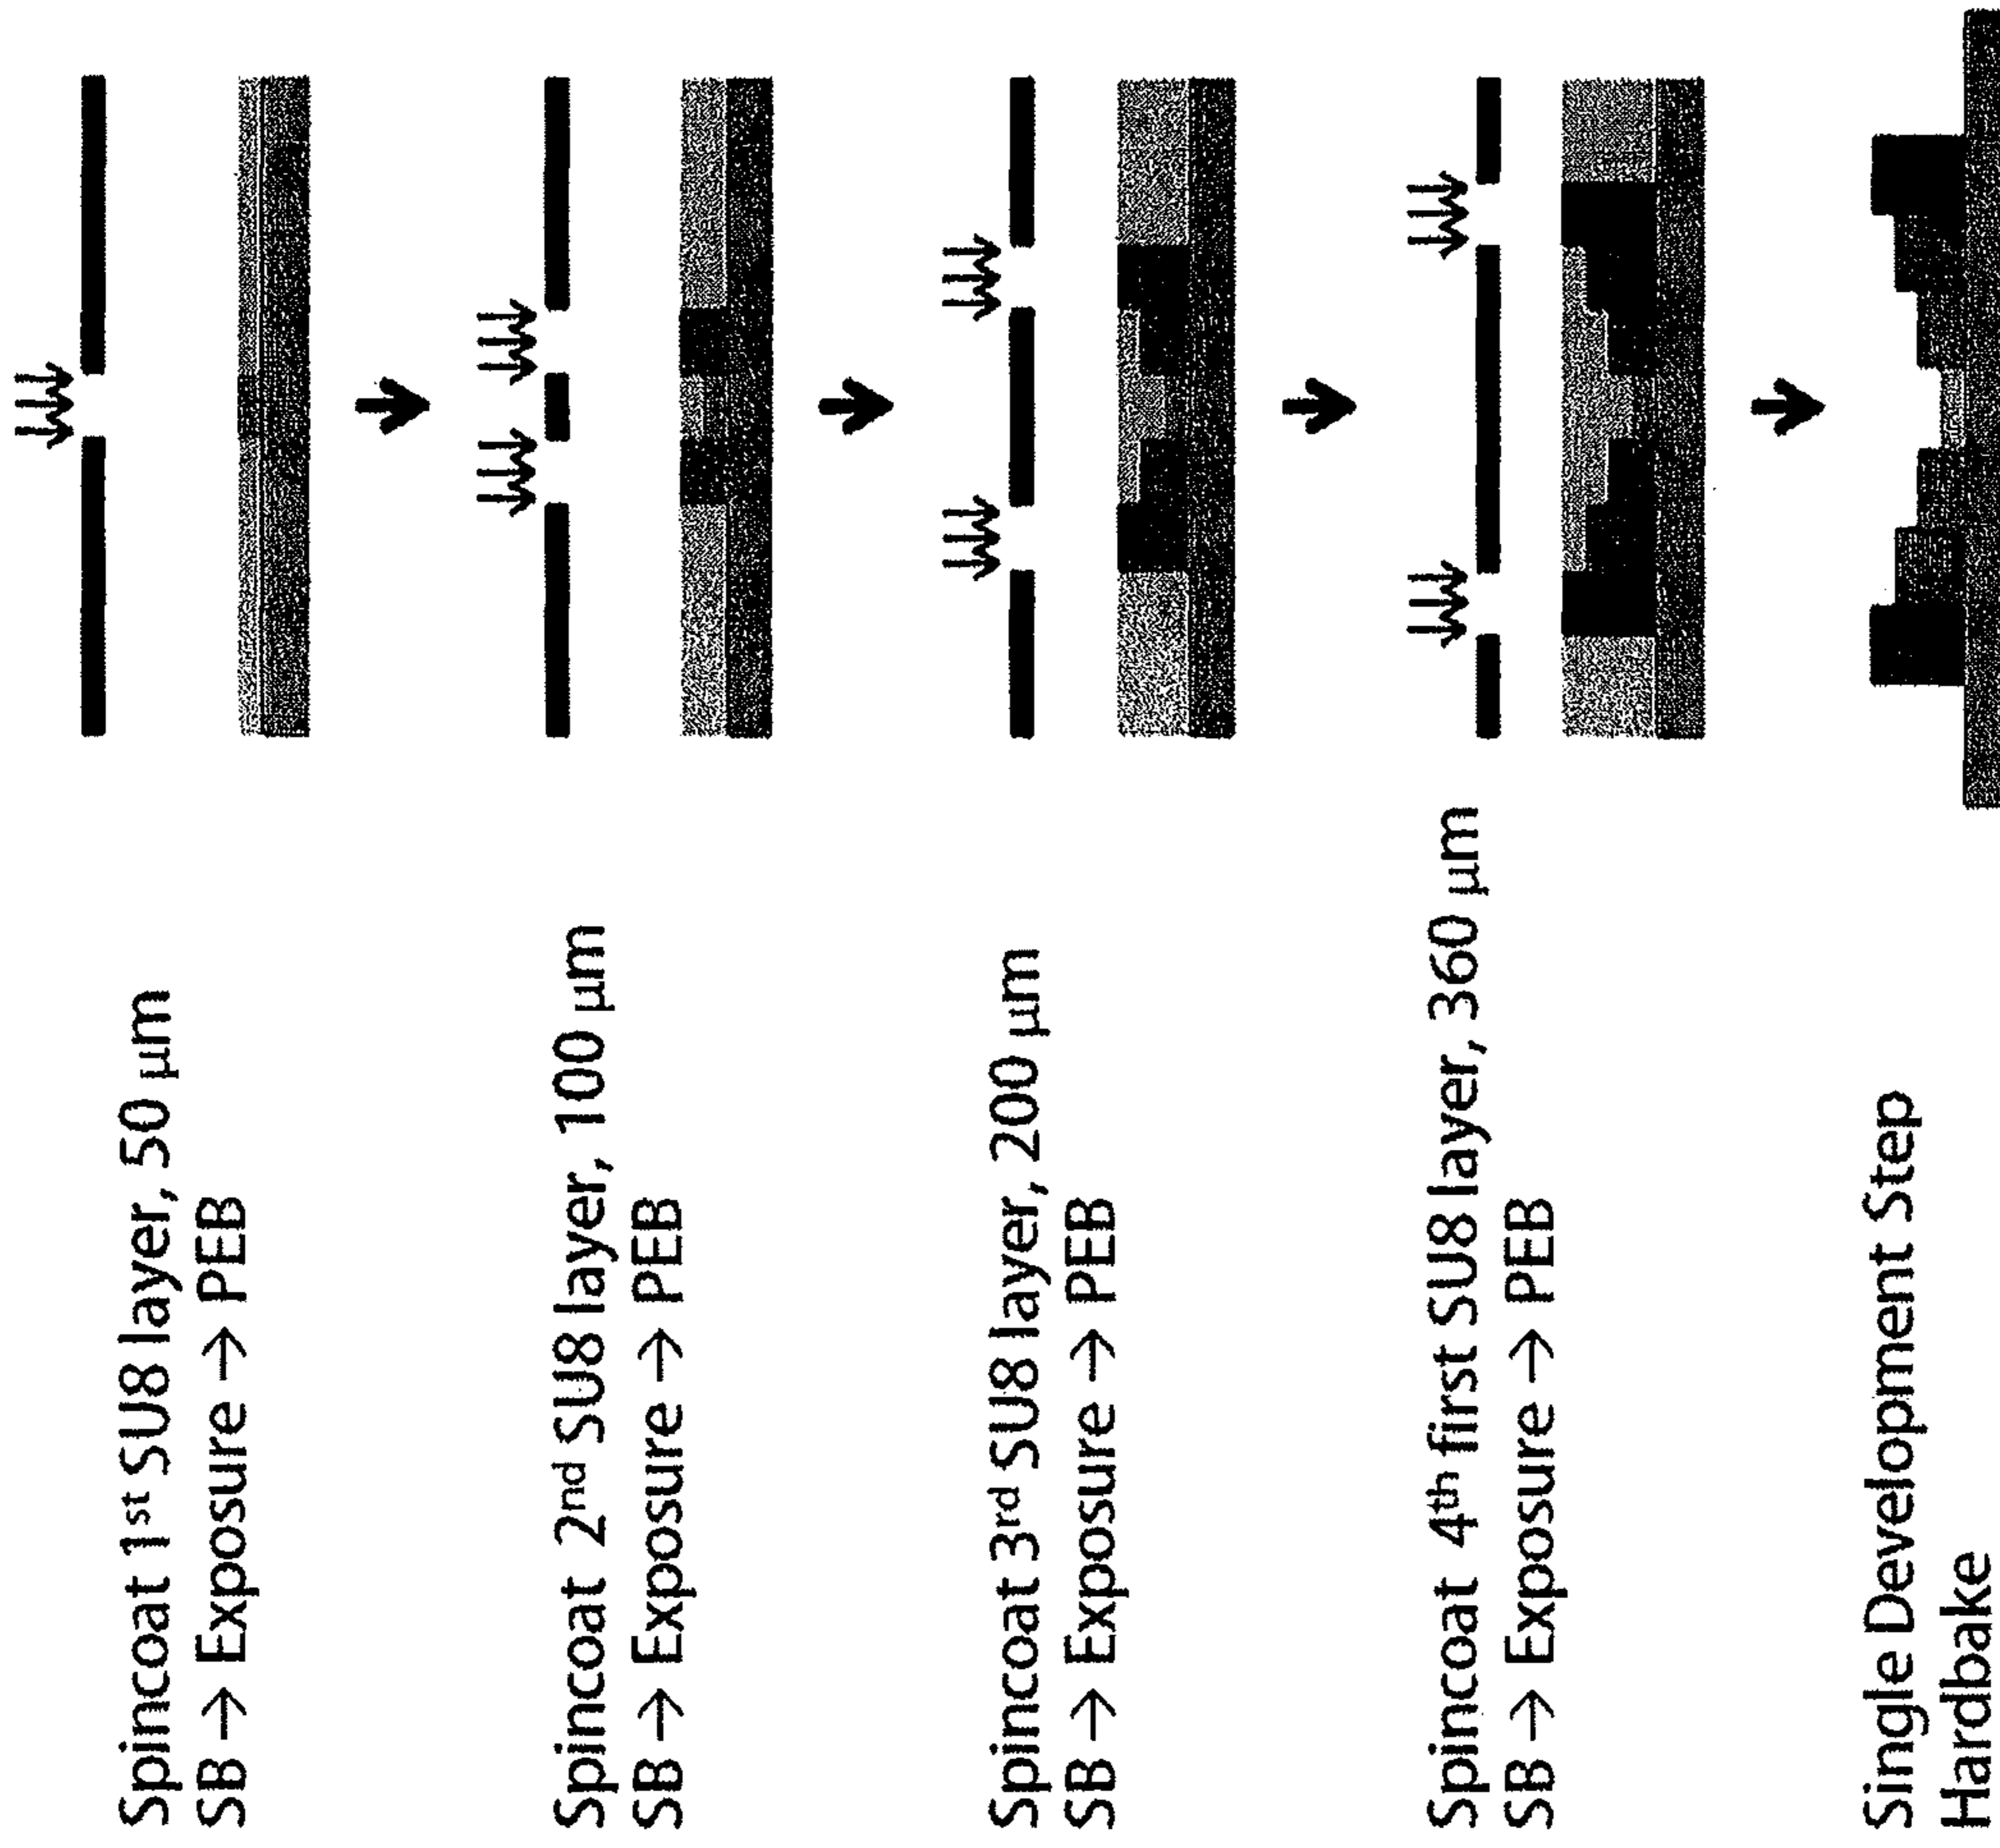 Spincoat 1st SU8 layer, 50 µm
SB → Exposure → PEB
Spincoat 2nd SU8 layer, 100 µm
SB → Exposure → PEB
Spincoat 3rd SU8 layer, 200 µm
SB → Exposure → PEB
Spincoat 4th first SU8 layer, 360 µm
SB → Exposure → PEB
Single Development Step
Hardbake